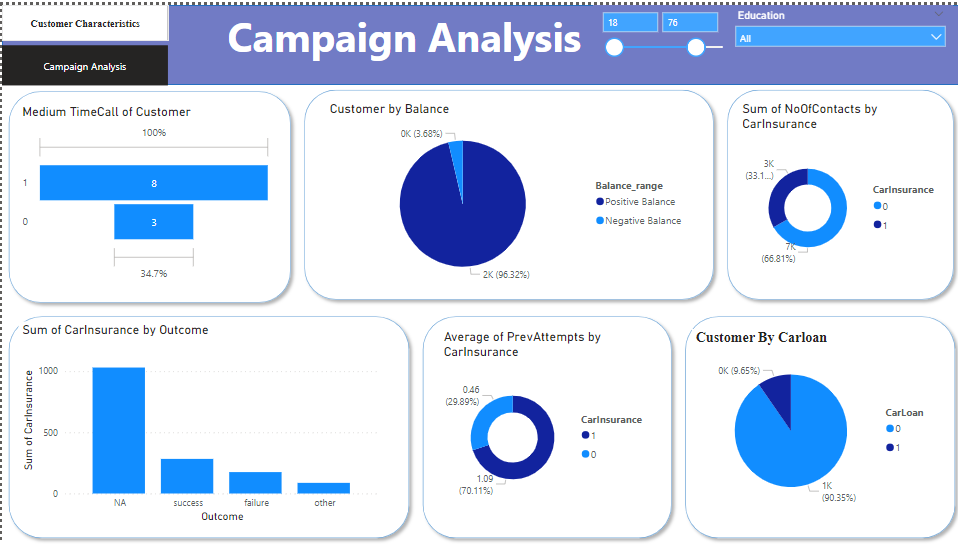 Customer Characteristics
Campaign Analysis
Campaign Analysis
18
76
Education
All
Medium TimeCall of Customer
100%
1
8
0
3
34.7%
Customer by Balance
0K (3.68%)
2K (96.32%)
Balance_range
Positive Balance
Negative Balance
Sum of NoOfContacts by
CarInsurance
3K
(33.1...)
7K
(66.81%)
CarInsurance
0
1
Sum of CarInsurance by Outcome
Sum of CarInsurance
1000
500
0
NA
success
failure
other
Outcome
Average of PrevAttempts by
CarInsurance
0.46
(29.89%)
1.09
(70.11%)
CarInsurance
1
0
Customer By Carloan
0K (9.65%)
1K
(90.35%)
CarLoan
0
1